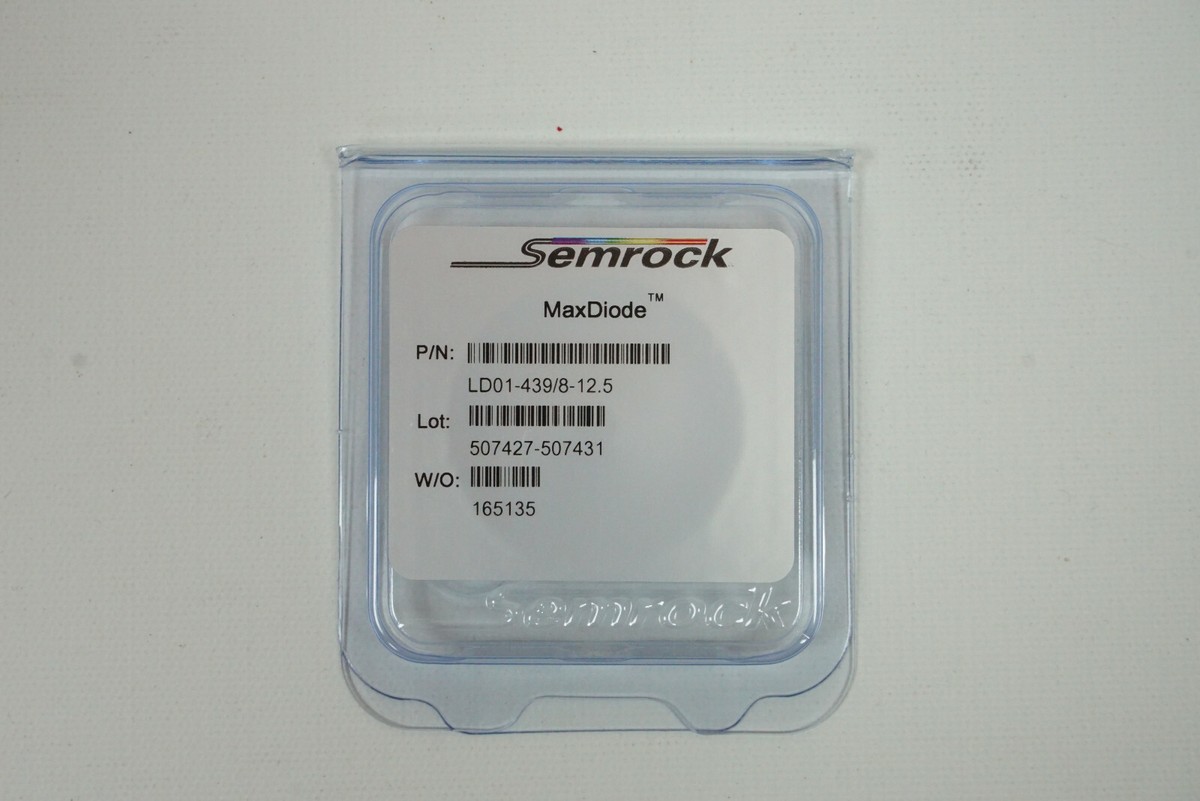 Semrock
MaxDiode™
P/N:
LD01-439/8-12.5
Lot:
507427-507431
W/O:
165135
Semrock